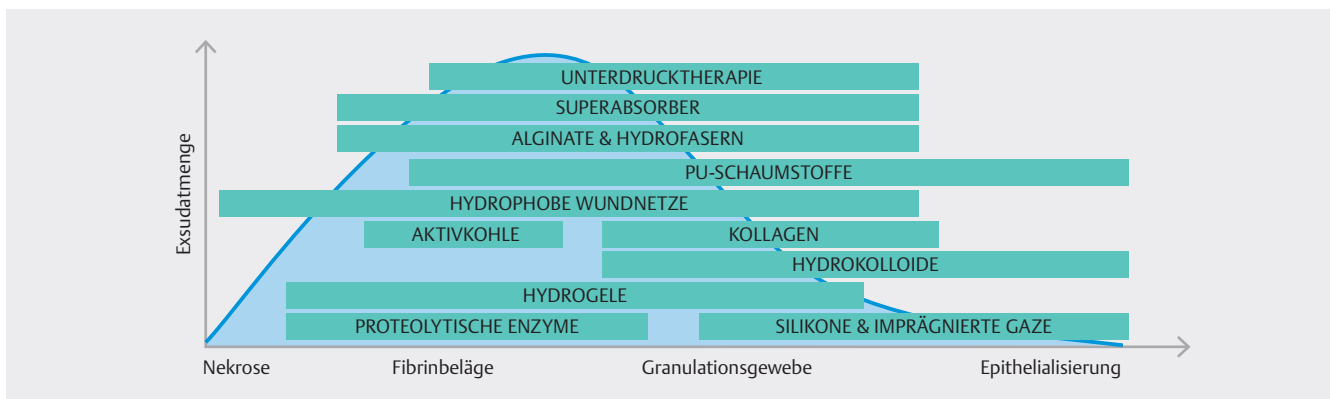 Exsudatmenge
UNTERDRUCKTHERAPIE
SUPERABSORBER
ALGINATE & HYDROFASERN
PU-SCHAUMSTOFFE
HYDROPHOBE WUNDNETZE
AKTIVKOHLE
KOLLAGEN
HYDROKOLLOIDE
HYDROGELE
PROTEOLYTISCHE ENZYME
SILIKONE & IMPRÄGNIERTE GAZE
Nekrose
Fibrinbeläge
Granulationsgewebe
Epithelialisierung